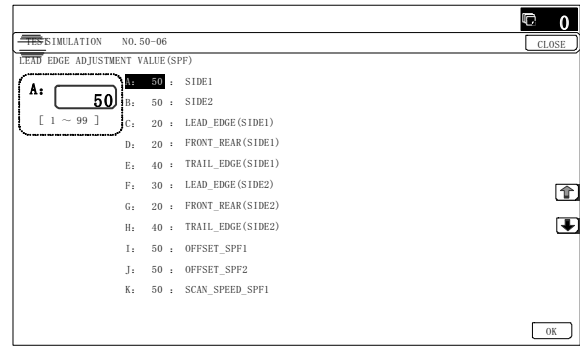 0
TEST SIMULATION NO.50-06
CLOSE
LEAD EDGE ADJUSTMENT VALUE(SPF)
A: 50
[ 1 ~ 99 ]
A: 50 : SIDE1
B: 50 : SIDE2
C: 20 : LEAD_EDGE(SIDE1)
D: 20 : FRONT_REAR(SIDE1)
E: 40 : TRAIL_EDGE(SIDE1)
F: 30 : LEAD_EDGE(SIDE2)
G: 20 : FRONT_REAR(SIDE2)
H: 40 : TRAIL_EDGE(SIDE2)
I: 50 : OFFSET_SPF1
J: 50 : OFFSET_SPF2
K: 50 : SCAN_SPEED_SPF1
OK